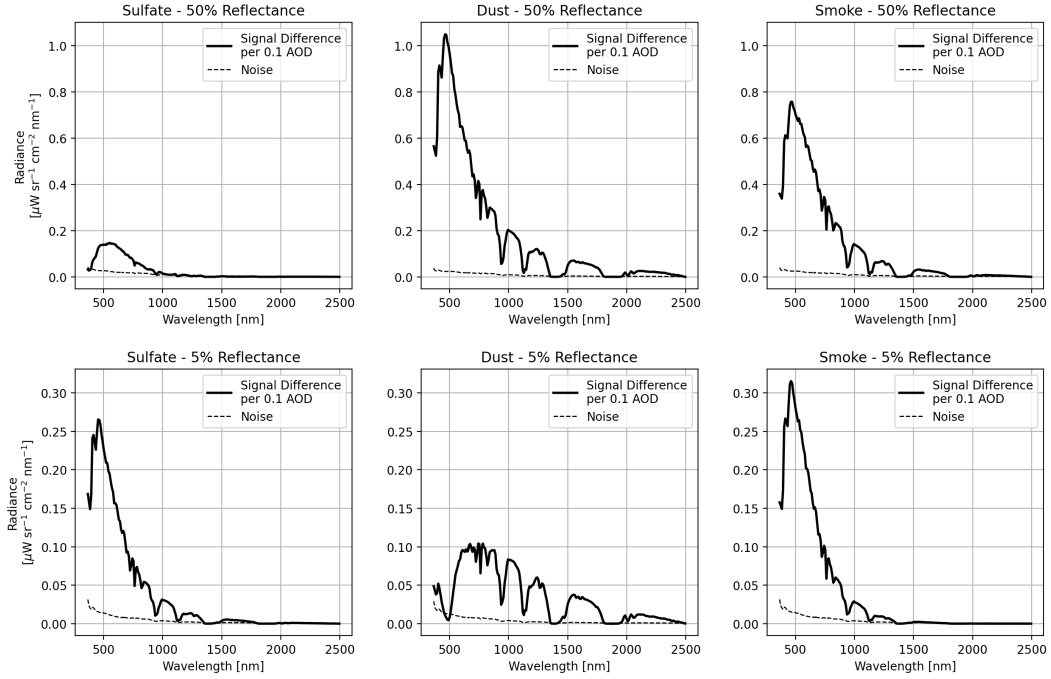 Sulfate - 50% Reflectance
Dust - 50% Reflectance
Smoke - 50% Reflectance
Signal Difference
per 0.1 AOD
Noise
Signal Difference
per 0.1 AOD
Noise
Signal Difference
per 0.1 AOD
Noise
Radiance
[μW sr⁻¹ cm⁻² nm⁻¹]
1.0
0.8
0.6
0.4
0.2
0.0
1.0
0.8
0.6
0.4
0.2
0.0
1.0
0.8
0.6
0.4
0.2
0.0
500 1000 1500 2000 2500
500 1000 1500 2000 2500
500 1000 1500 2000 2500
Wavelength [nm]
Wavelength [nm]
Wavelength [nm]
Sulfate - 5% Reflectance
Dust - 5% Reflectance
Smoke - 5% Reflectance
Signal Difference
per 0.1 AOD
Noise
Signal Difference
per 0.1 AOD
Noise
Signal Difference
per 0.1 AOD
Noise
Radiance
[μW sr⁻¹ cm⁻² nm⁻¹]
0.30
0.25
0.20
0.15
0.10
0.05
0.00
0.30
0.25
0.20
0.15
0.10
0.05
0.00
0.30
0.25
0.20
0.15
0.10
0.05
0.00
500 1000 1500 2000 2500
500 1000 1500 2000 2500
500 1000 1500 2000 2500
Wavelength [nm]
Wavelength [nm]
Wavelength [nm]